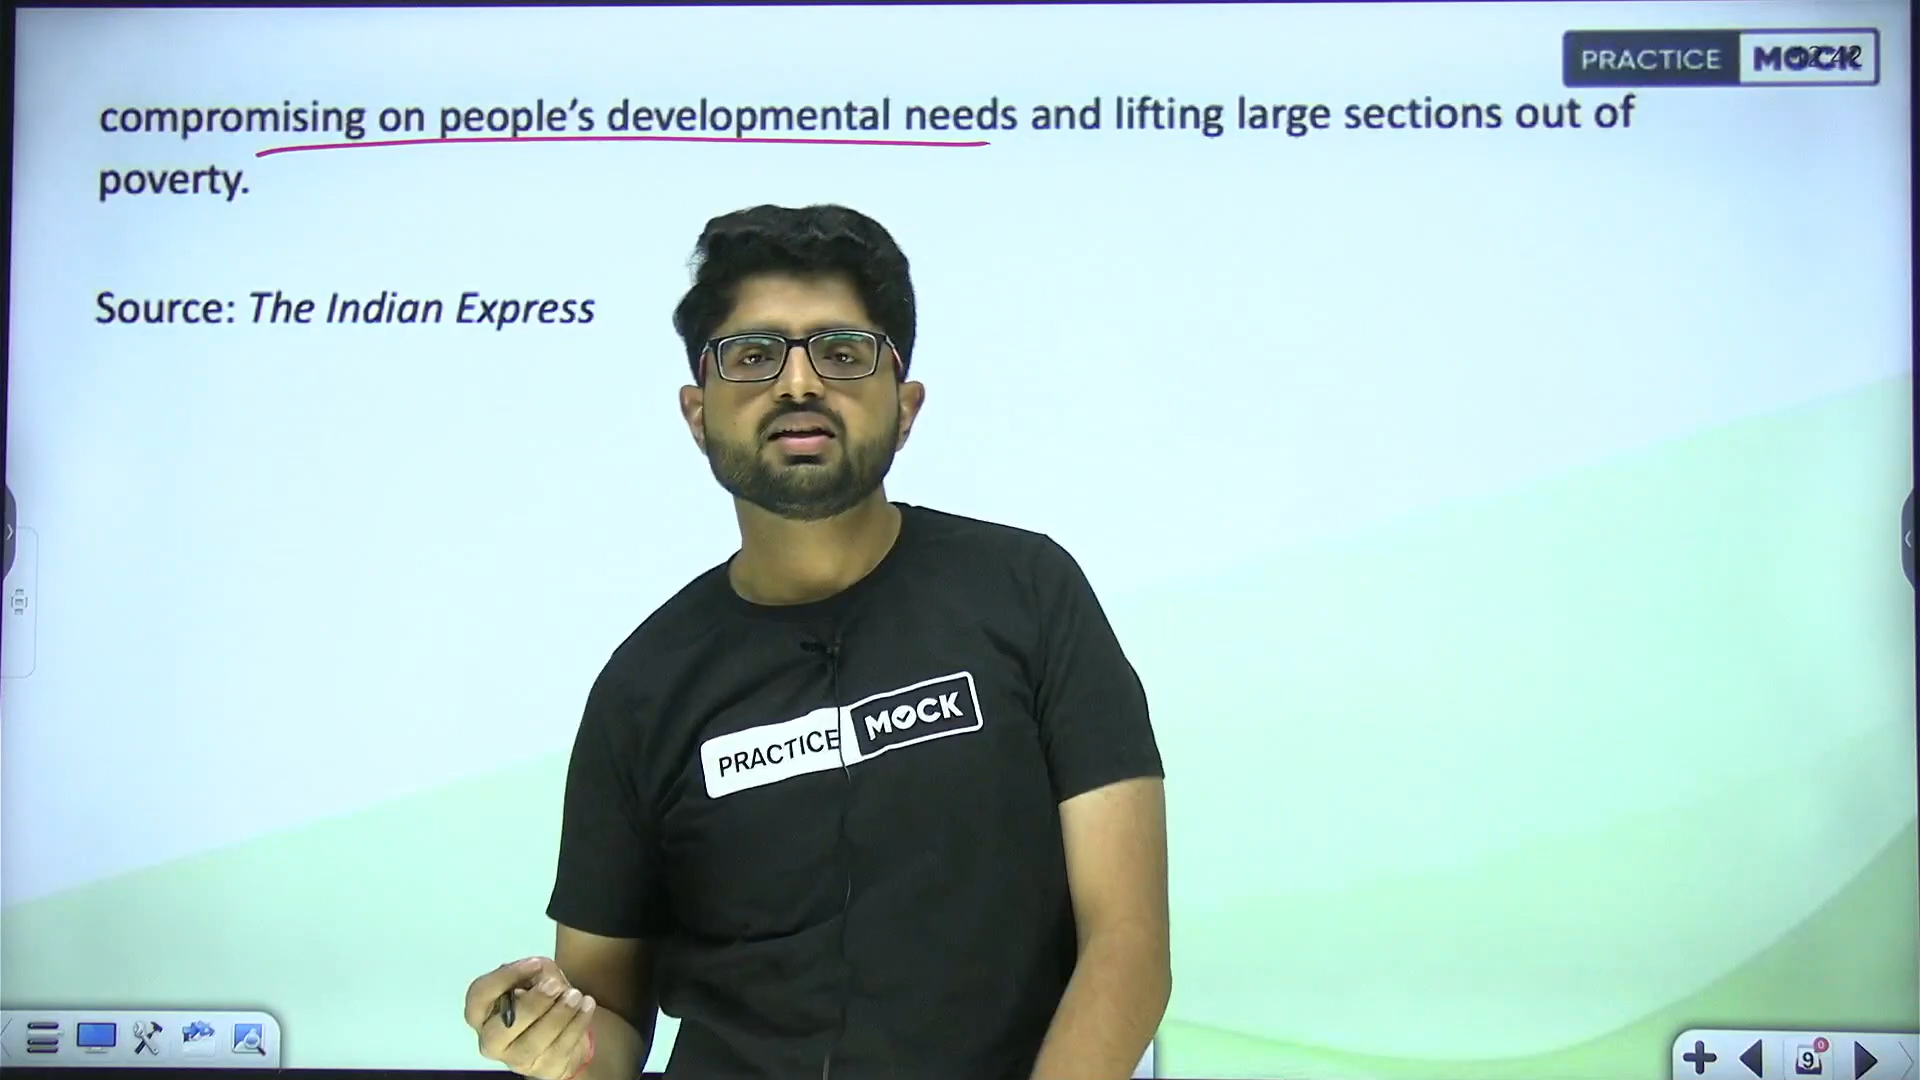 PRACTICE MOCK
compromising on people's developmental needs and lifting large sections out of
poverty.
Source: The Indian Express
PRACTICE MOCK
9
0